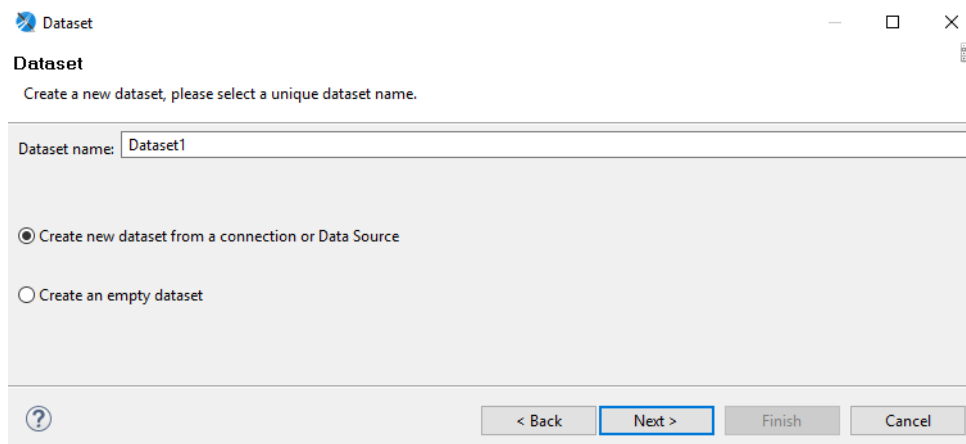 Dataset
Dataset
Create a new dataset, please select a unique dataset name.
Dataset name: Dataset1
Create new dataset from a connection or Data Source
Create an empty dataset
? < Back Next > Finish Cancel